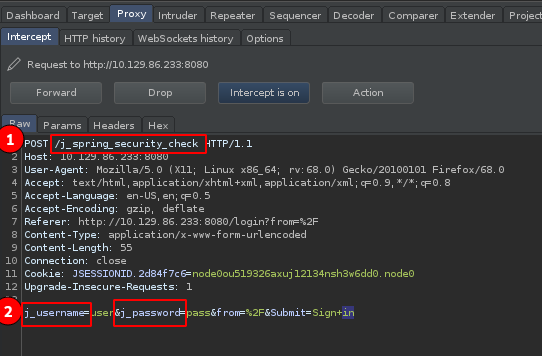 Dashboard Target Proxy Intruder Repeater Sequencer Decoder Comparer Extender Project
Intercept HTTP history WebSockets history Options
Request to http://10.129.86.233:8080
Forward Drop Intercept is on Action
Raw Params Headers Hex
1 POST /j_spring_security_check HTTP/1.1
2 Host: 10.129.86.233:8080
3 User-Agent: Mozilla/5.0 (X11; Linux x86_64; rv:68.0) Gecko/20100101 Firefox/68.0
4 Accept: text/html,application/xhtml+xml,application/xml;q=0.9,*/*;q=0.8
5 Accept-Language: en-US,en;q=0.5
6 Accept-Encoding: gzip, deflate
7 Referer: http://10.129.86.233:8080/login?from=%2F
8 Content-Type: application/x-www-form-urlencoded
9 Content-Length: 55
10 Connection: close
11 Cookie: JSESSIONID.2d84f7c6=node0ou519326axuj12134nsh3w6dd0.node0
12 Upgrade-Insecure-Requests: 1
2 j_username=user&j_password=pass&from=%2F&Submit=Sign+in